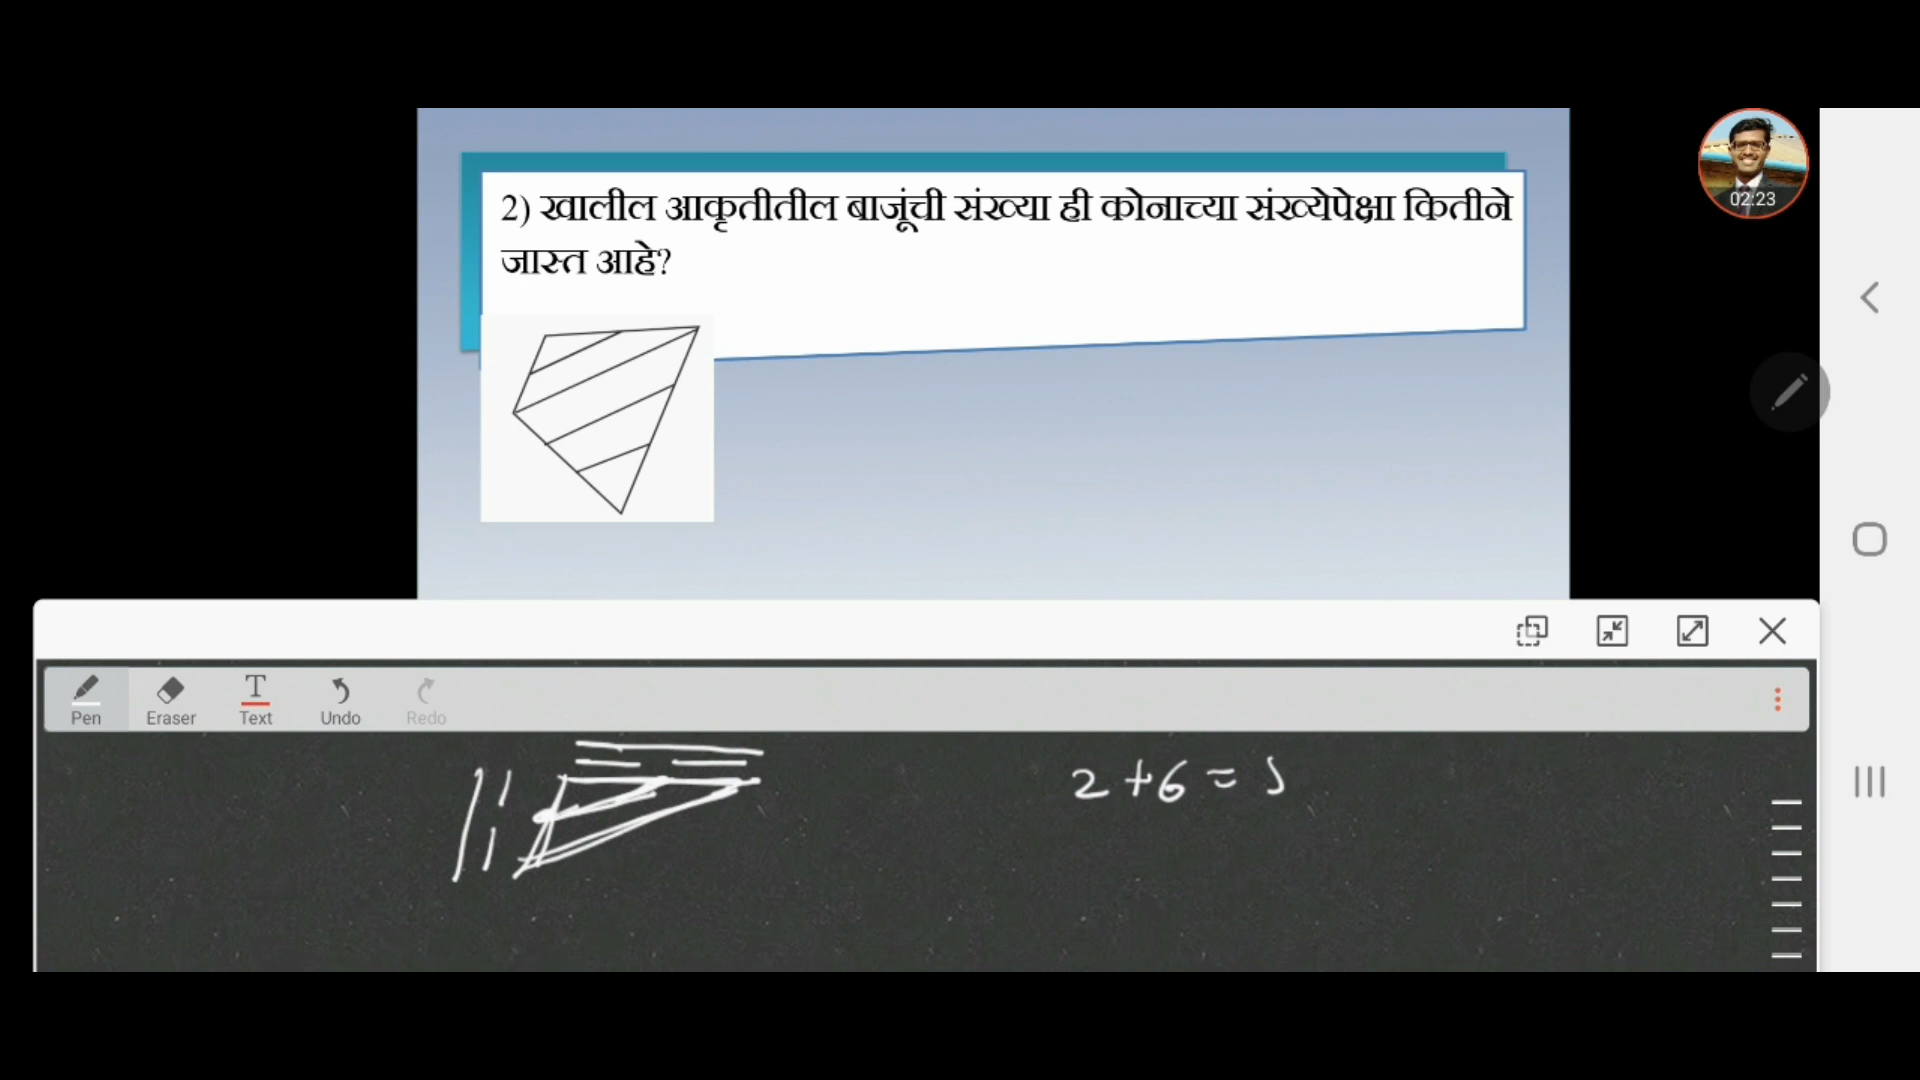 2) खालील आकृतीतील बाजूंची संख्या ही कोनाच्या संख्येपेक्षा कितीने
जास्त आहे?
02:23
Pen
Eraser
Text
Undo
Redo
2 + 6 =